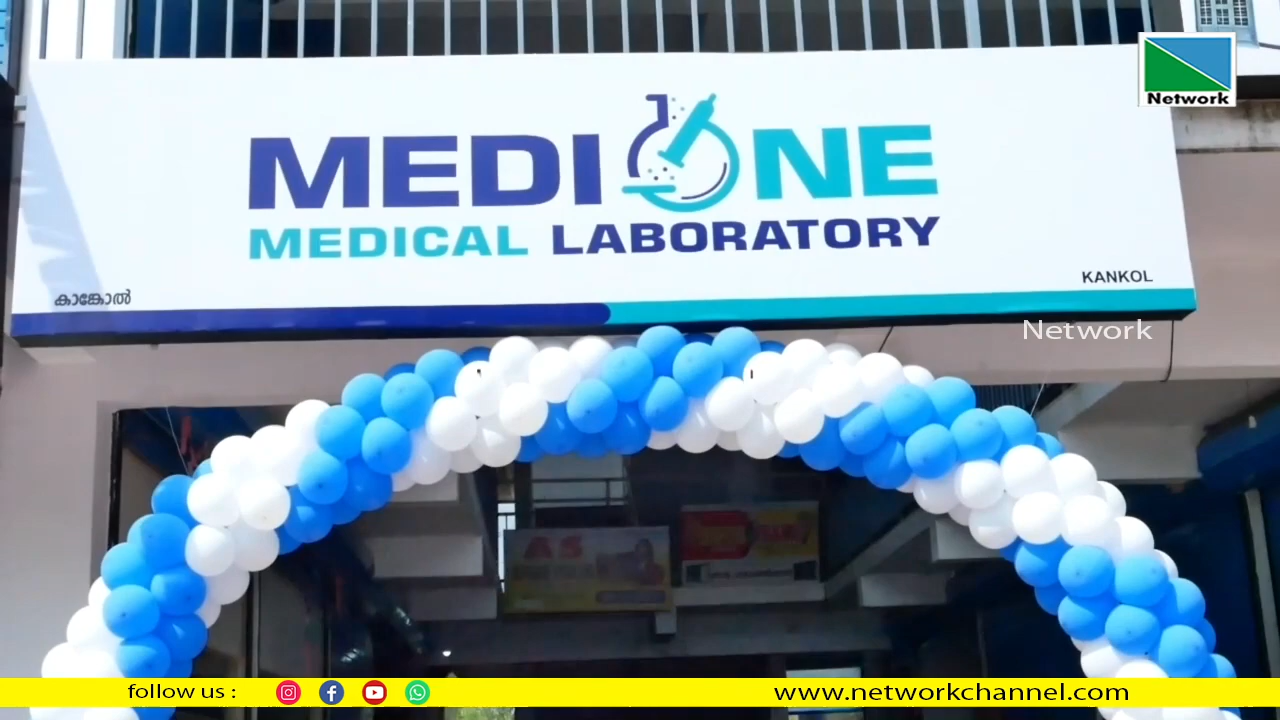 Network
MEDI NE
MEDICAL LABORATORY
KANKOL
കാങ്കോൽ
Network
AS
follow us :
www.networkchannel.com